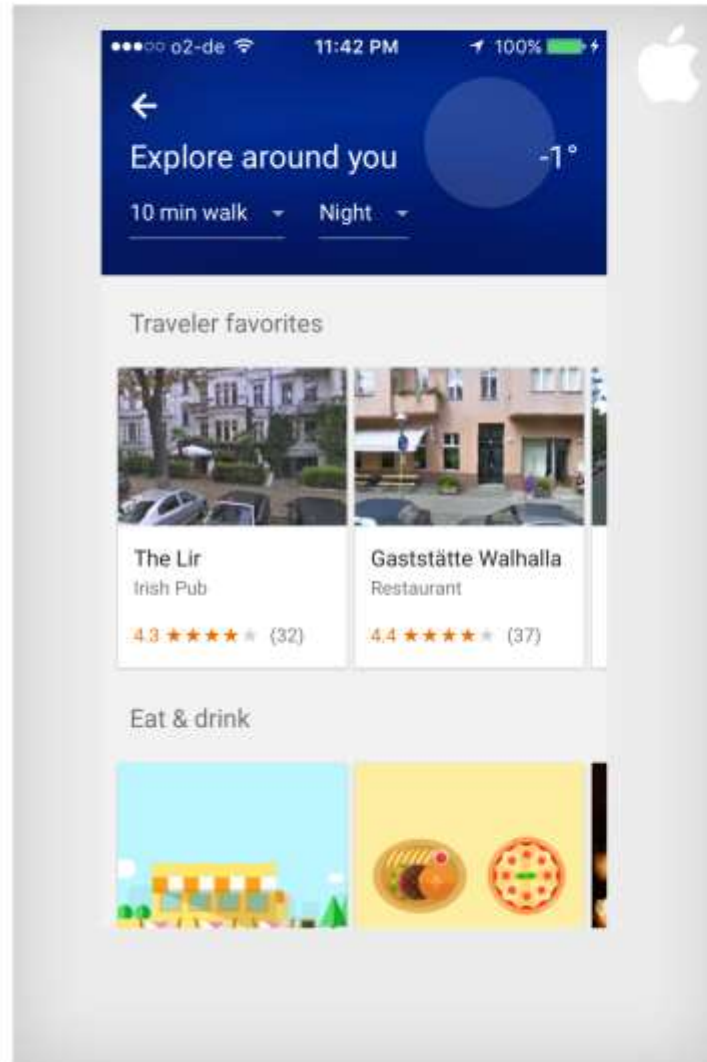 o2-de 11:42 PM 100%
Explore around you -1°
10 min walk Night
Traveler favorites
The Lir Gaststätte Walhalla
Irish Pub Restaurant
4.3 ★★★★★ (32) 4.4 ★★★★★ (37)
Eat & drink